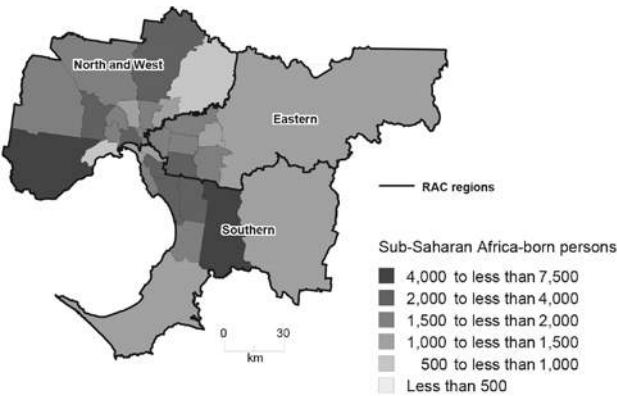 North and West
Eastern
RAC regions
Southern
Sub-Saharan Africa-born persons
4,000 to less than 7,500
2,000 to less than 4,000
1,500 to less than 2,000
1,000 to less than 1,500
500 to less than 1,000
Less than 500
0 30
km